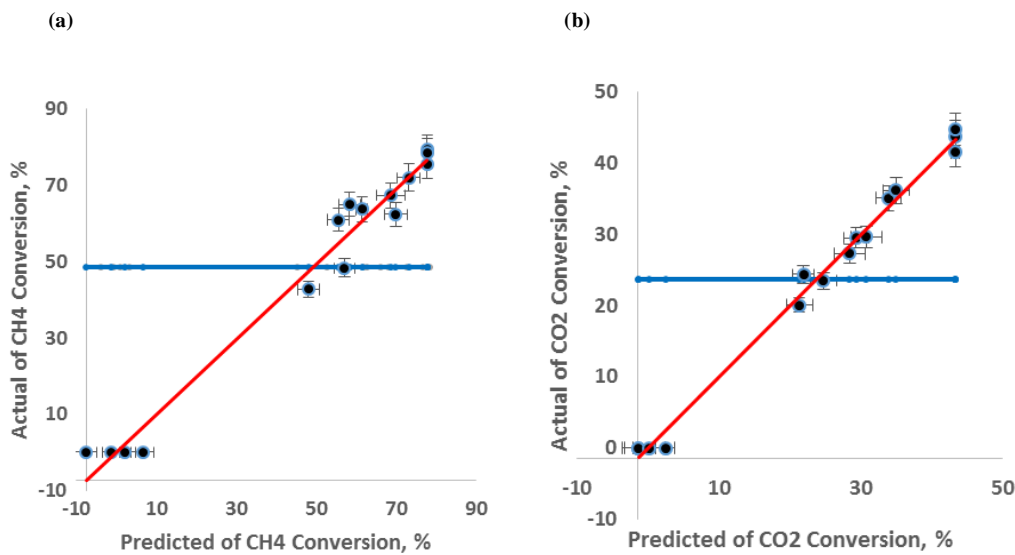 (a)
90
70
50
30
10
-10
Actual of CH4 Conversion, %
-10 10 30 50 70 90
Predicted of CH4 Conversion, %
(b)
50
40
30
20
10
0
-10
Actual of CO2 Conversion, %
-10 10 30 50
Predicted of CO2 Conversion, %